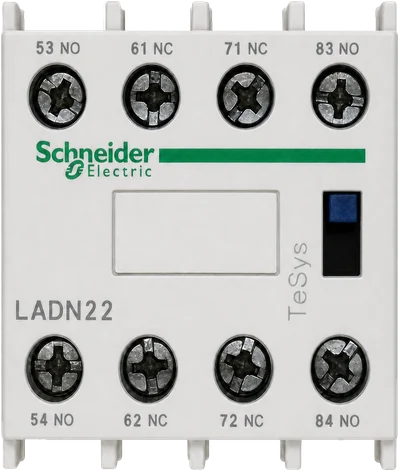 53 NO 61 NC 71 NC 83 NO
Schneider
Electric
TeSys
LADN22
54 NO 62 NC 72 NC 84 NO